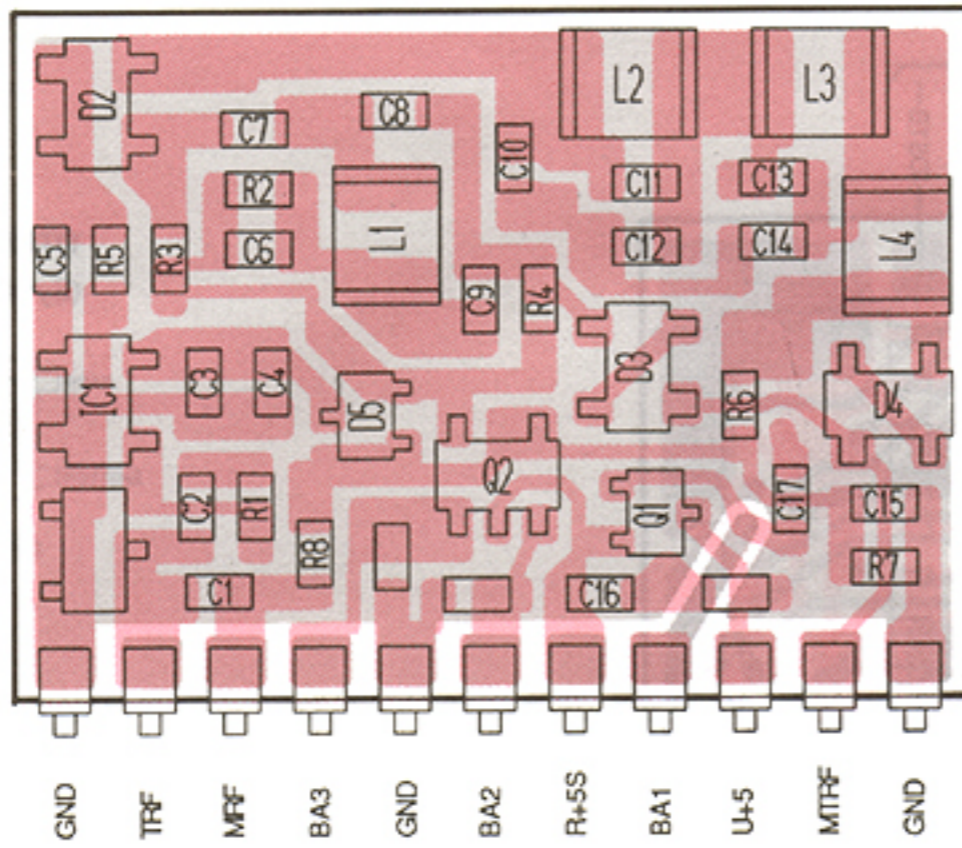 D2
C7
C8
L2
L3
C10
R2
C11
C13
C5
R5
R3
C6
L1
C12
C14
L4
C9
R4
IC1
C3
C4
D5
D3
R6
D4
C2
R1
R8
Q2
Q1
C17
C15
C1
C16
R7
GND
TRF
MRF
BA3
GND
BA2
R+5S
BA1
U+5
MTRF
GND